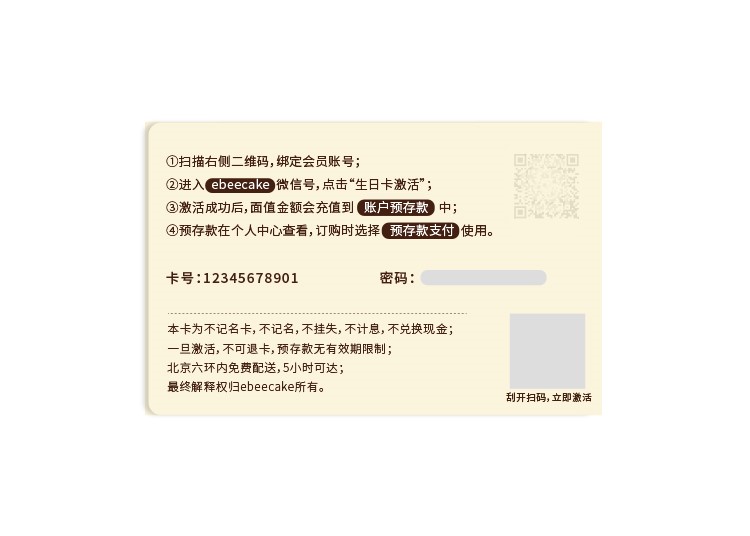 ①扫描右侧二维码,绑定会员账号;
②进入 ebeecake 微信号,点击“生日卡激活”;
③激活成功后,面值金额会充值到 账户预存款 中;
④预存款在个人中心查看,订购时选择 预存款支付 使用。
卡号:12345678901 密码:
本卡为不记名卡,不记名,不挂失,不计息,不兑换现金;
一旦激活,不可退卡,预存款无有效期限制;
北京六环内免费配送,5小时可达;
最终解释权归ebeecake所有。
刮开扫码,立即激活